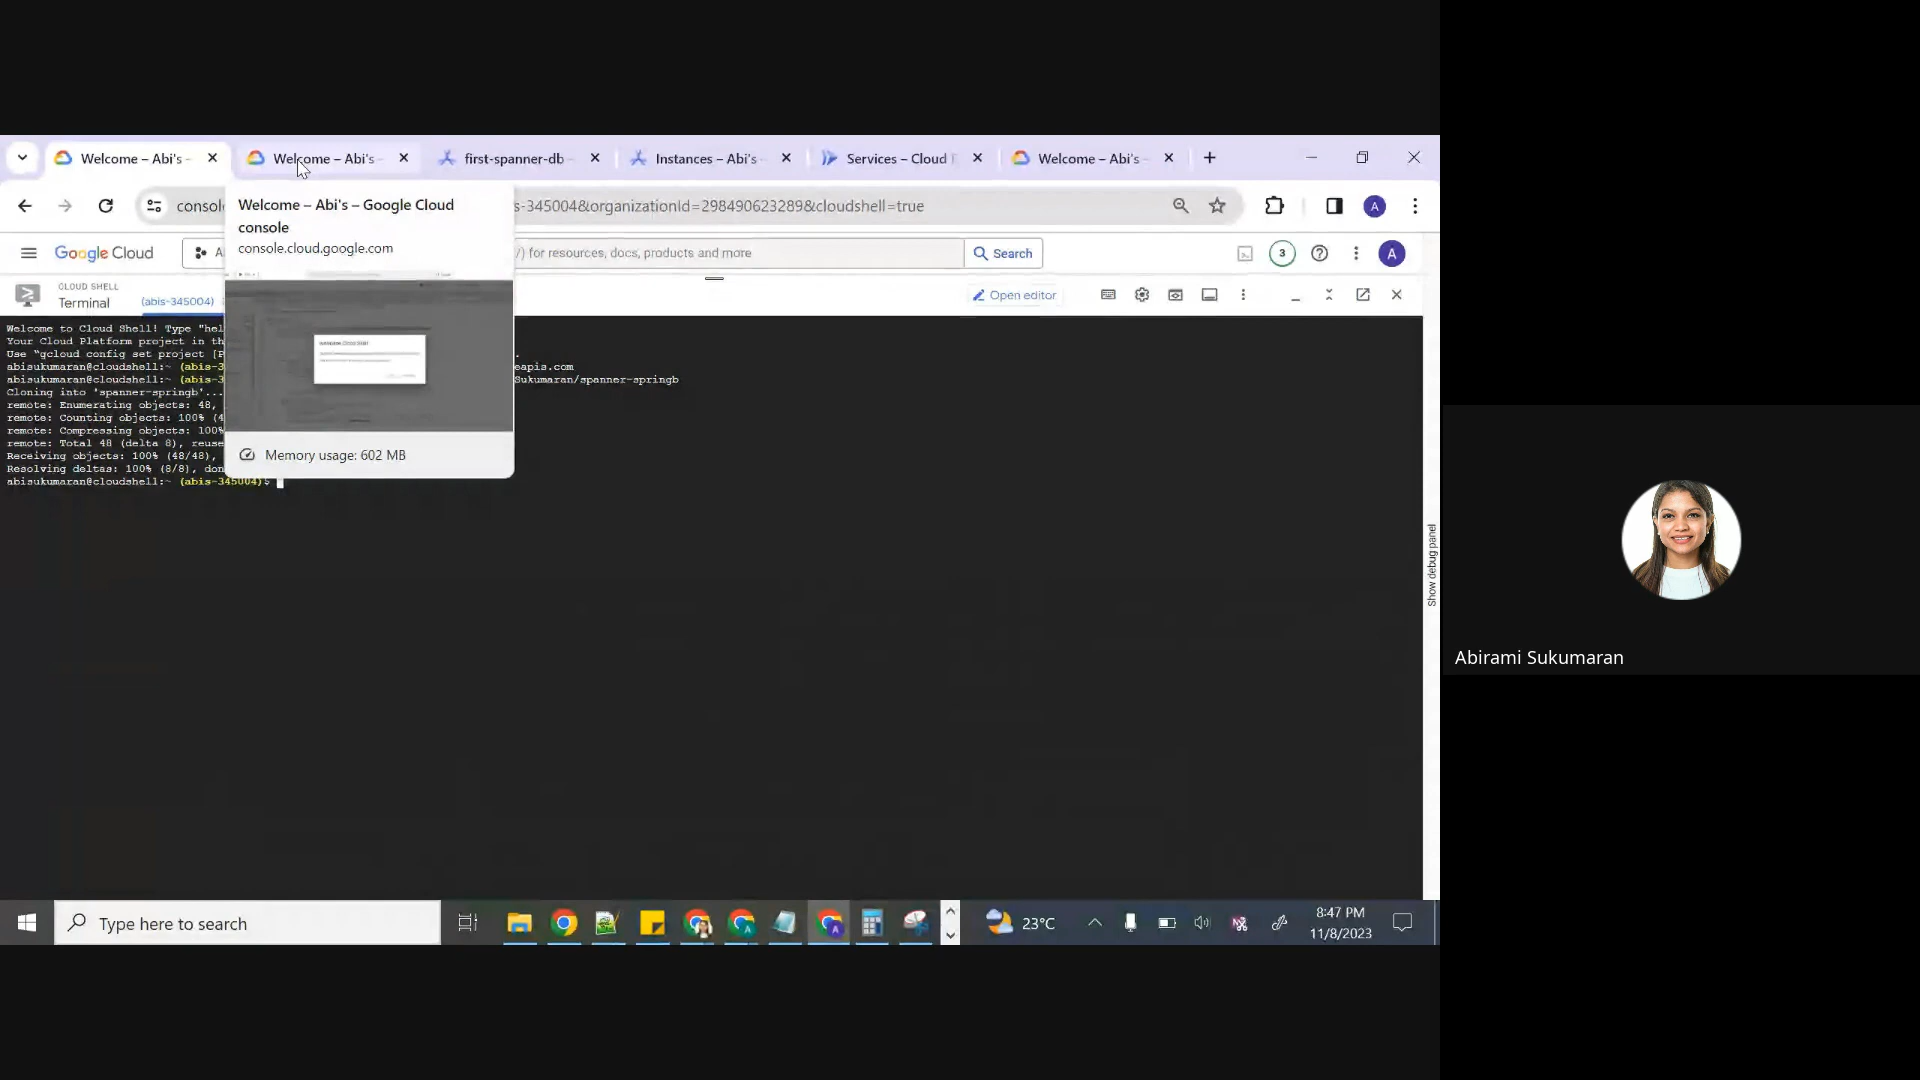 Welcome – Abi's –
Welcome – Abi's –
first-spanner-db –
Instances – Abi's –
Services – Cloud
Welcome – Abi's –
consol
s-345004&organizationId=298490623289&cloudshell=true
A
Welcome – Abi's – Google Cloud
console
console.cloud.google.com
Google Cloud
/) for resources, docs, products and more
Search
3
A
CLOUD SHELL
Terminal
(abis-345004)
Open editor
Welcome to Cloud Shell! Type "hel
Your Cloud Platform project in th
Use "gcloud config set project [P
abisukumaran@cloudshell:~ (abis-3 eapis.com
abisukumaran@cloudshell:~ (abis-3 Sukumaran/spanner-springb
Cloning into 'spanner-springb'...
remote: Enumerating objects: 48,
remote: Counting objects: 100% (4
remote: Compressing objects: 100%
remote: Total 48 (delta 8), reuse
Receiving objects: 100% (48/48),
Resolving deltas: 100% (8/8), don
abisukumaran@cloudshell:~ (abis-345004)$
Memory usage: 602 MB
Show debug panel
Abirami Sukumaran
Type here to search
23°C
8:47 PM
11/8/2023